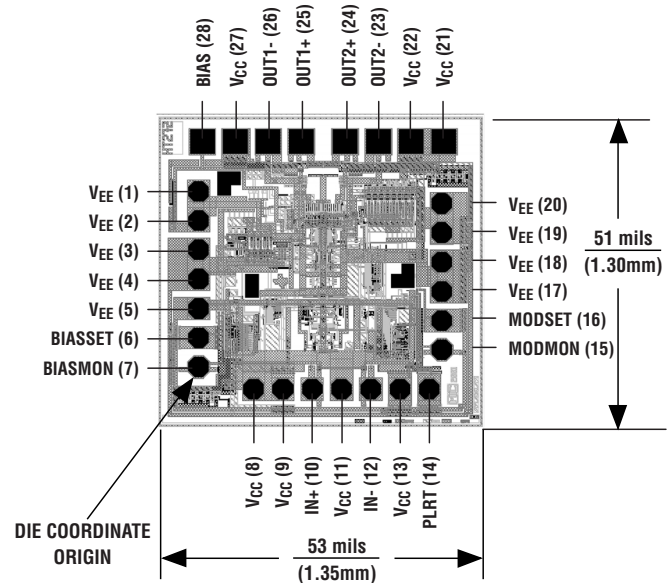 BIAS (28)
VCC (27)
OUT1- (26)
OUT1+ (25)
OUT2+ (24)
OUT2- (23)
VCC (22)
VCC (21)
VEE (1)
VEE (2)
VEE (3)
VEE (4)
VEE (5)
BIASSET (6)
BIASMON (7)
VEE (20)
VEE (19)
VEE (18)
VEE (17)
MODSET (16)
MODMON (15)
51 mils
(1.30mm)
VCC (8)
VCC (9)
IN+ (10)
VCC (11)
IN- (12)
VCC (13)
PLRT (14)
DIE COORDINATE
ORIGIN
53 mils
(1.35mm)